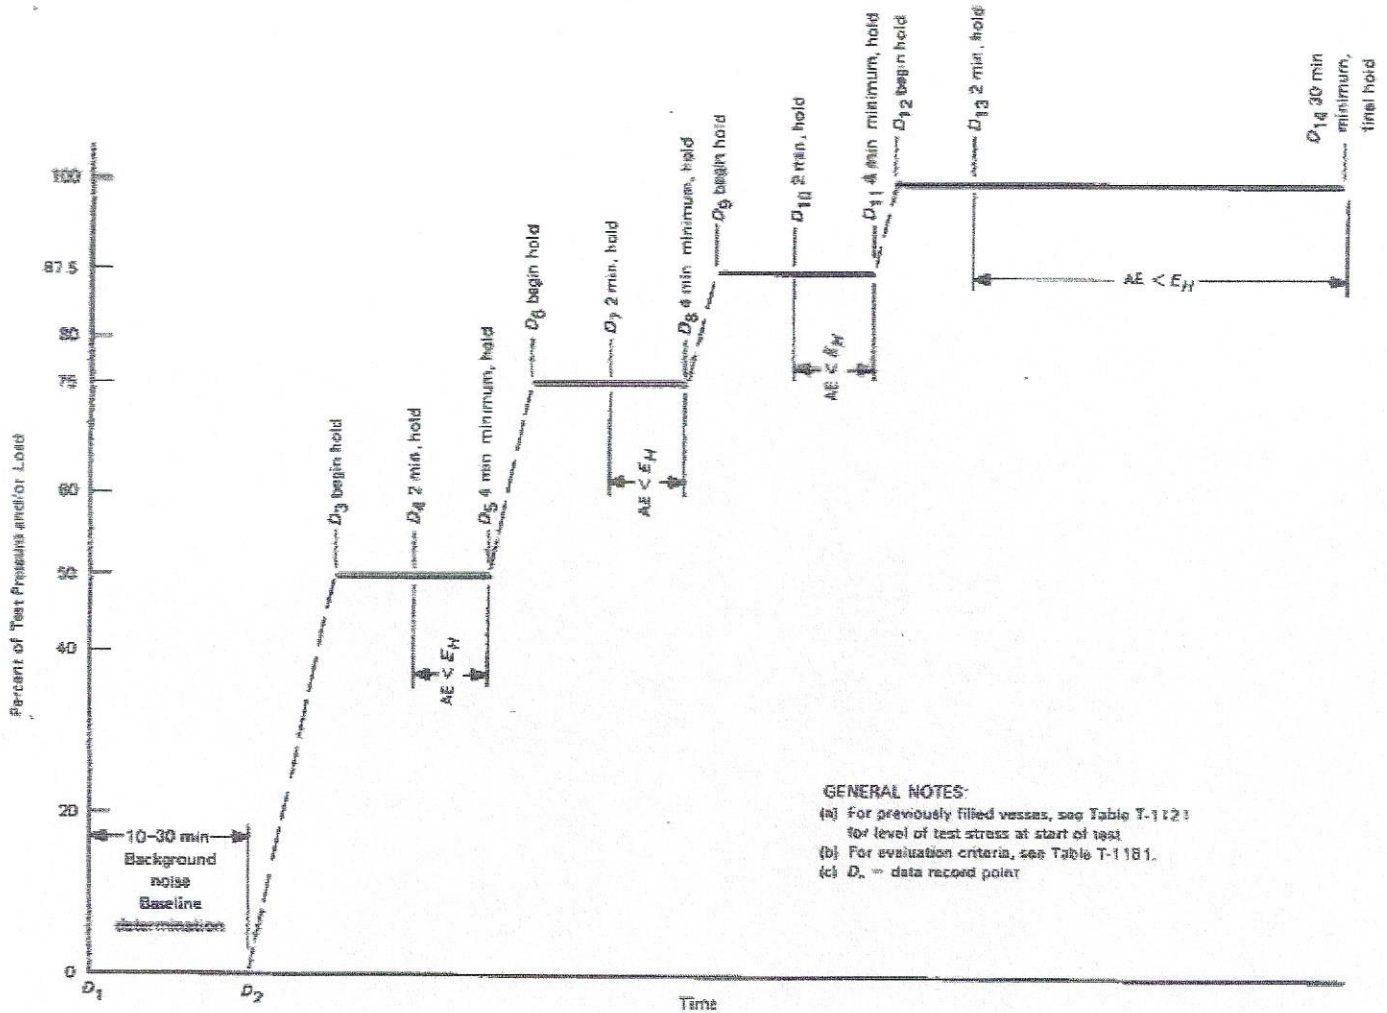 D3 begin hold
D4 2 min, hold
D5 4 min minimum, hold
D6 begin hold
D7 2 min, hold
D8 4 min minimum, hold
D9 begin hold
D10 2 min, hold
D11 4 min minimum, hold
D12 begin hold
D13 2 min, hold
D14 30 min
minimum,
final hold
Percent of Test Pressure and/or Load
100
87.5
80
75
60
50
40
20
0
AE < EH
AE < EH
AE < EH
AE < EH
10–30 min
Background
noise
Baseline
determination
GENERAL NOTES:
(a) For previously filled vesses, see Table T-1121
for level of test stress at start of test
(b) For evaluation criteria, see Table T-1181.
(c) Dn = data record point
D1
D2
Time